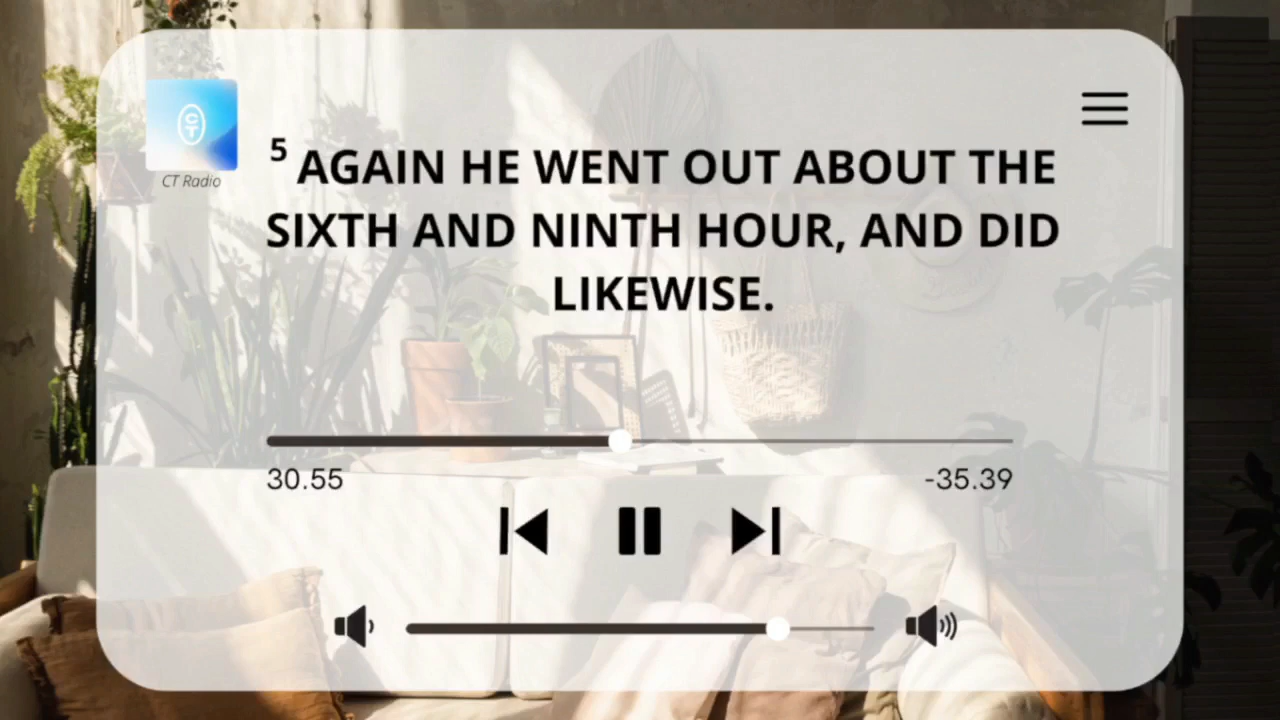 CT
CT Radio
5 AGAIN HE WENT OUT ABOUT THE
SIXTH AND NINTH HOUR, AND DID
LIKEWISE.
30.55
-35.39